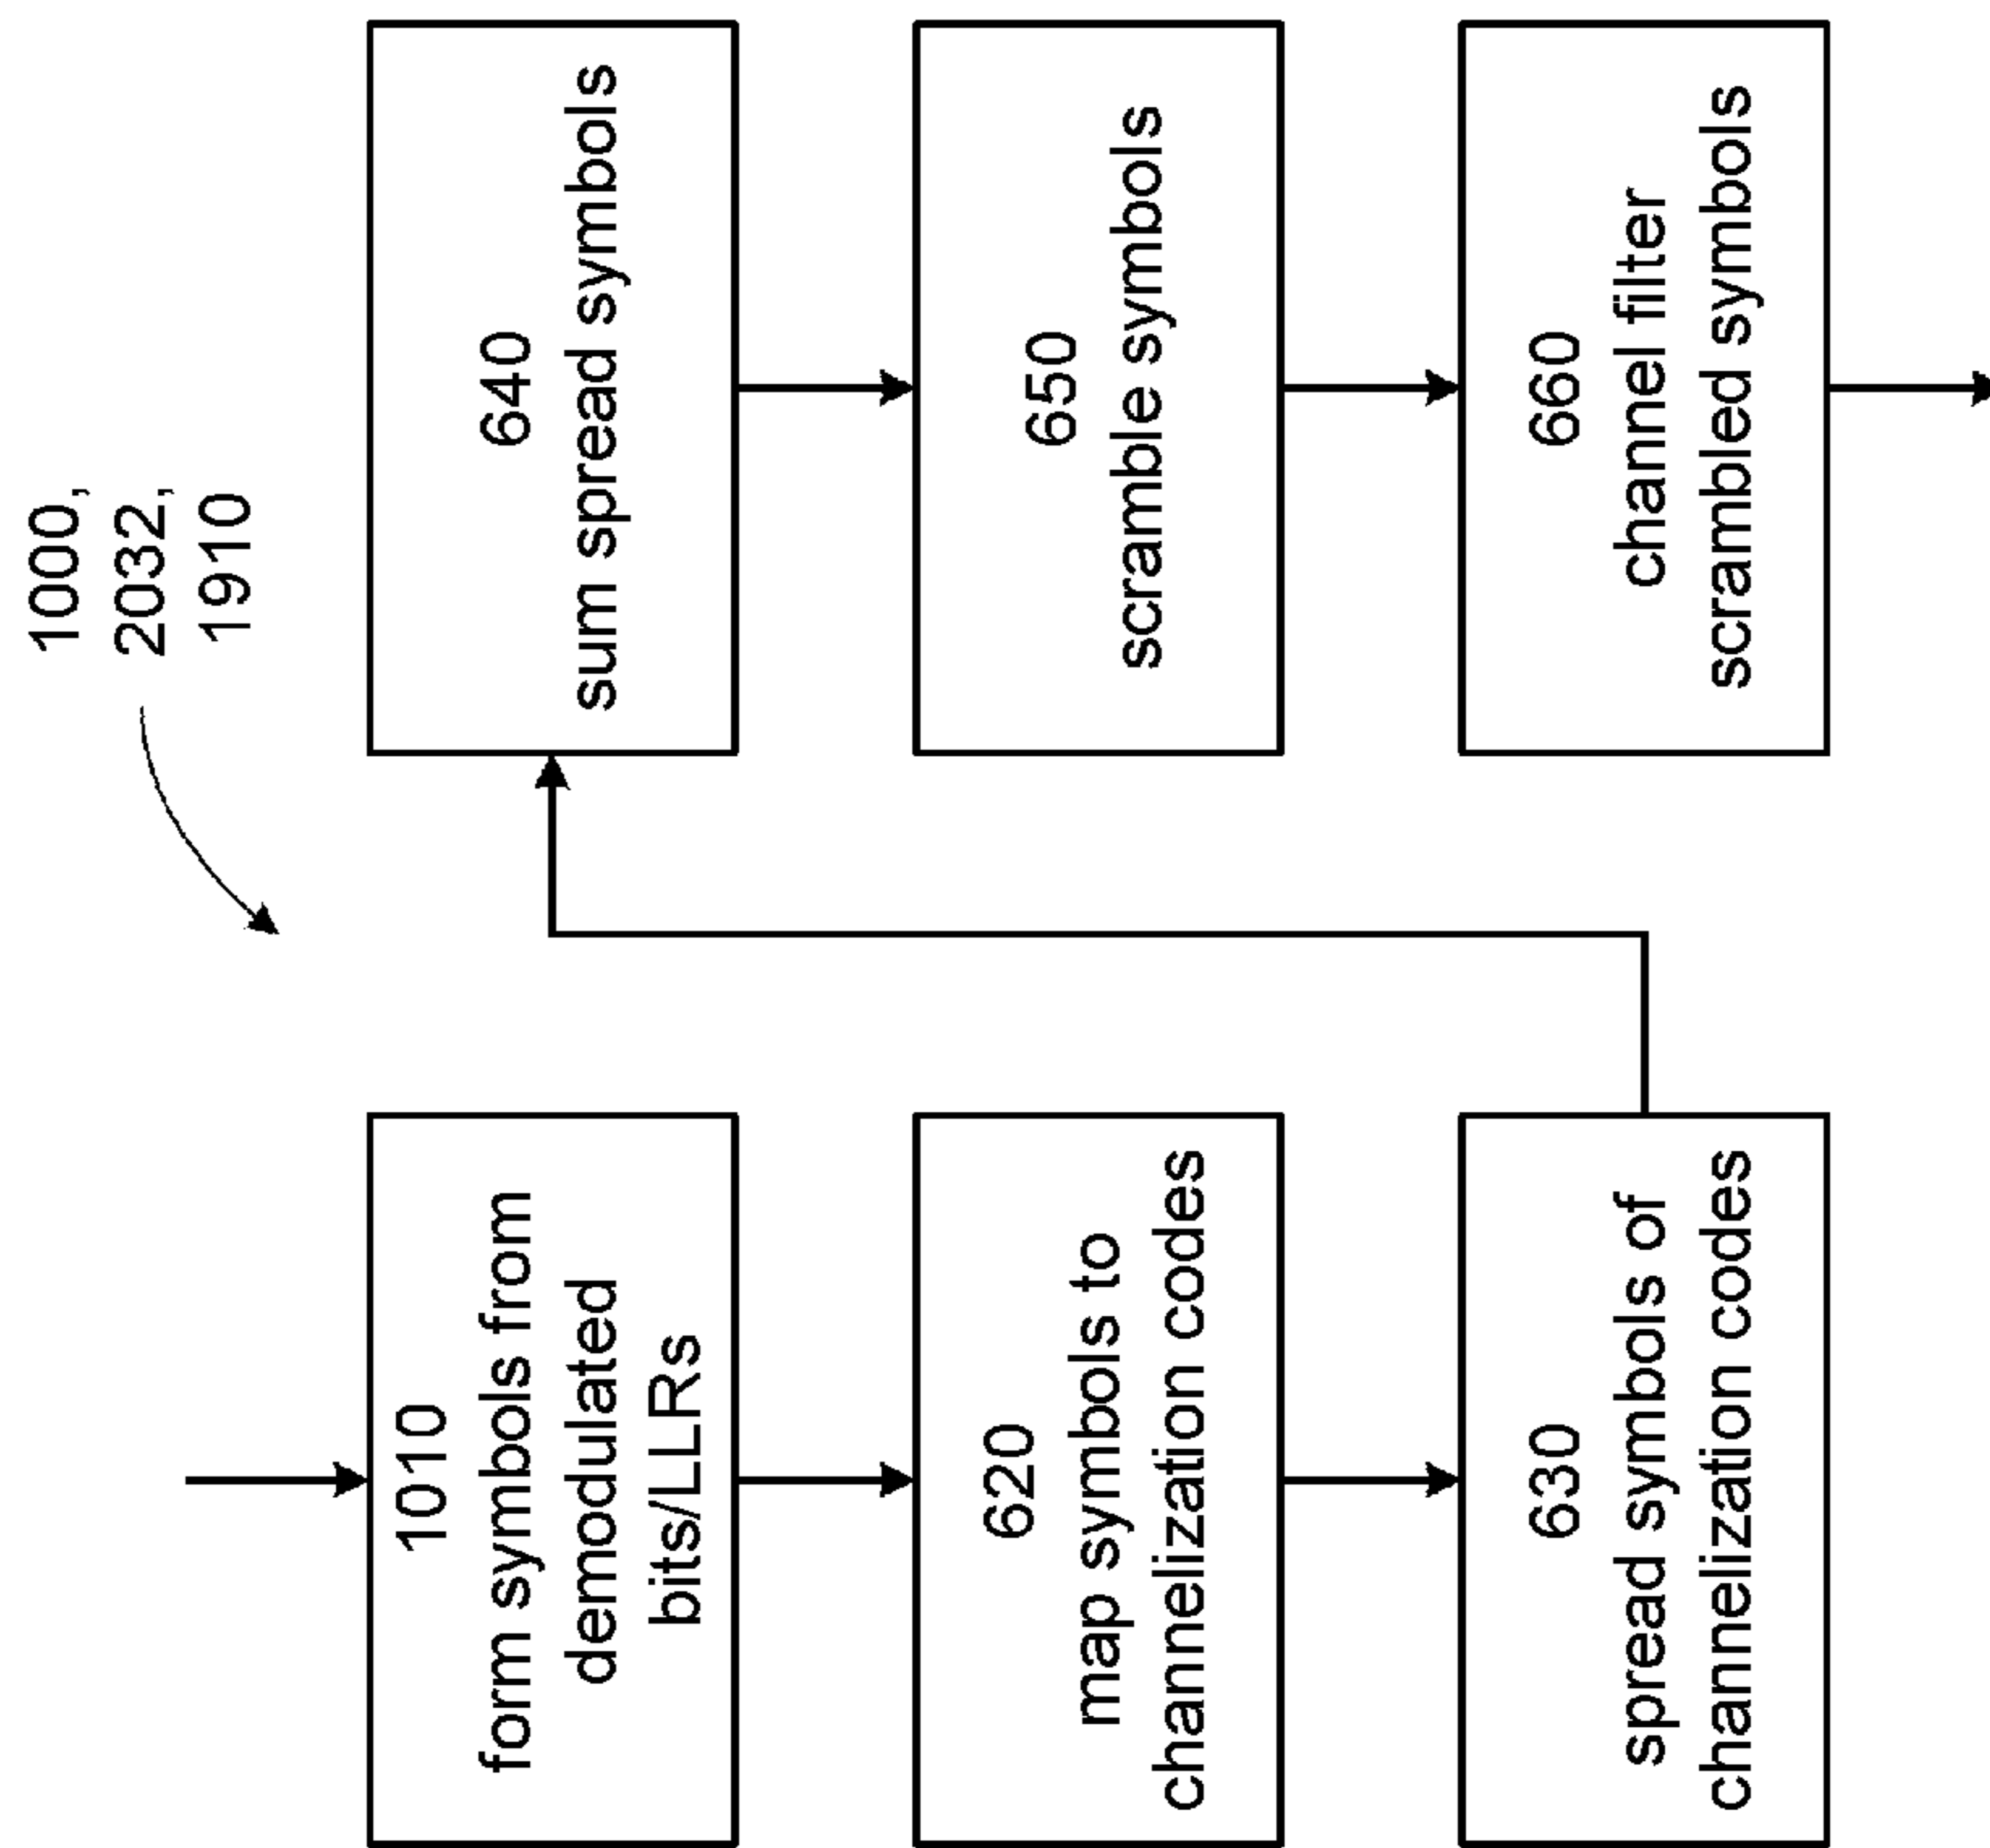 1000,
2032,
1910
1010
form symbols from
demodulated
bits/LLRs
620
map symbols to
channelization codes
630
spread symbols of
channelization codes
640
sum spread symbols
650
scramble symbols
660
channel filter
scrambled symbols